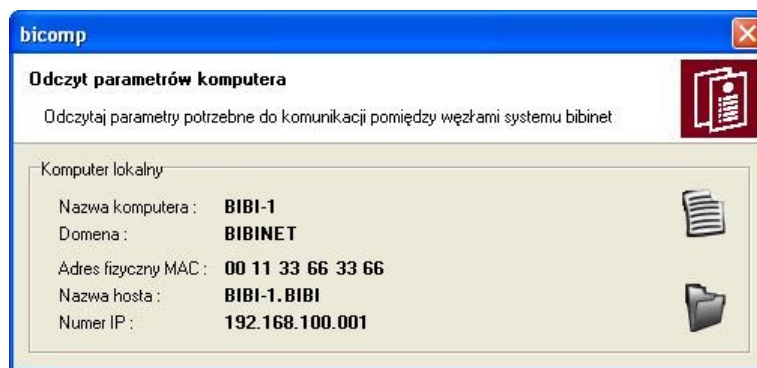 bicomp
Odczyt parametrów komputera
Odczytaj parametry potrzebne do komunikacji pomiędzy węzłami systemu bibinet
Komputer lokalny
Nazwa komputera : BIBI-1
Domena : BIBINET
Adres fizyczny MAC : 00 11 33 66 33 66
Nazwa hosta : BIBI-1.BIBI
Numer IP : 192.168.100.001